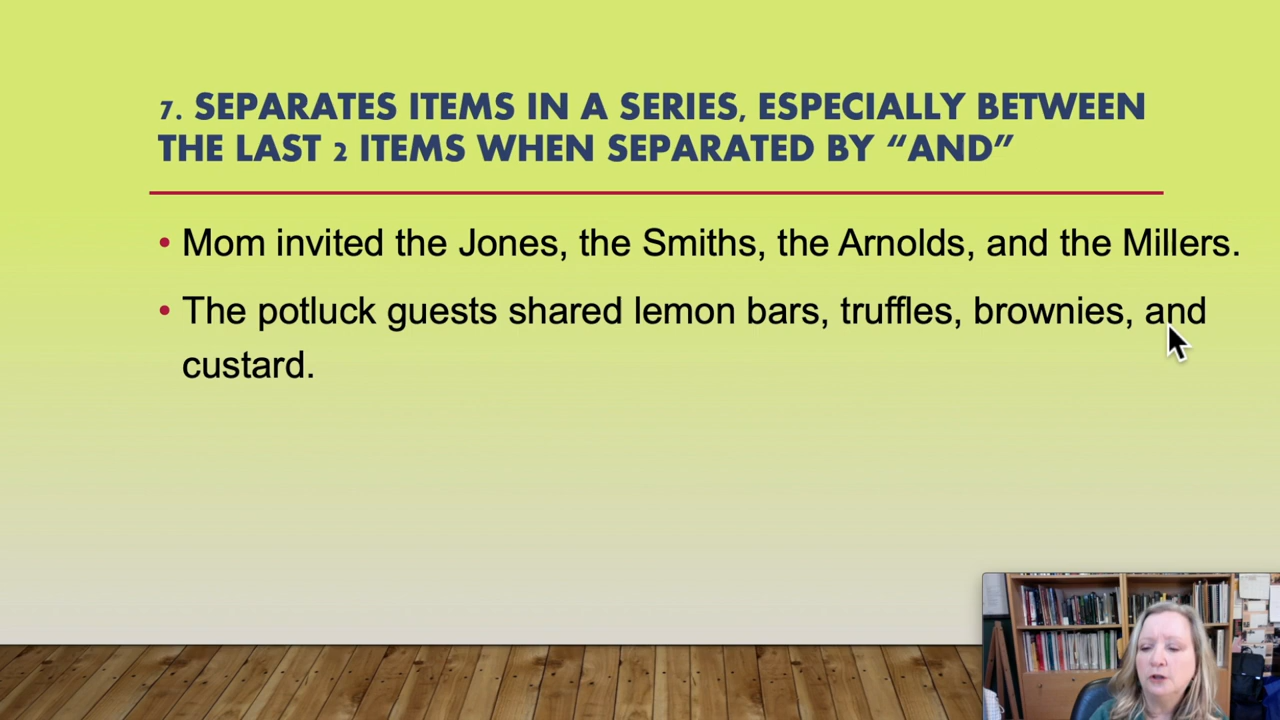 7. SEPARATES ITEMS IN A SERIES, ESPECIALLY BETWEEN
THE LAST 2 ITEMS WHEN SEPARATED BY “AND”
• Mom invited the Jones, the Smiths, the Arnolds, and the Millers.
• The potluck guests shared lemon bars, truffles, brownies, and
custard.